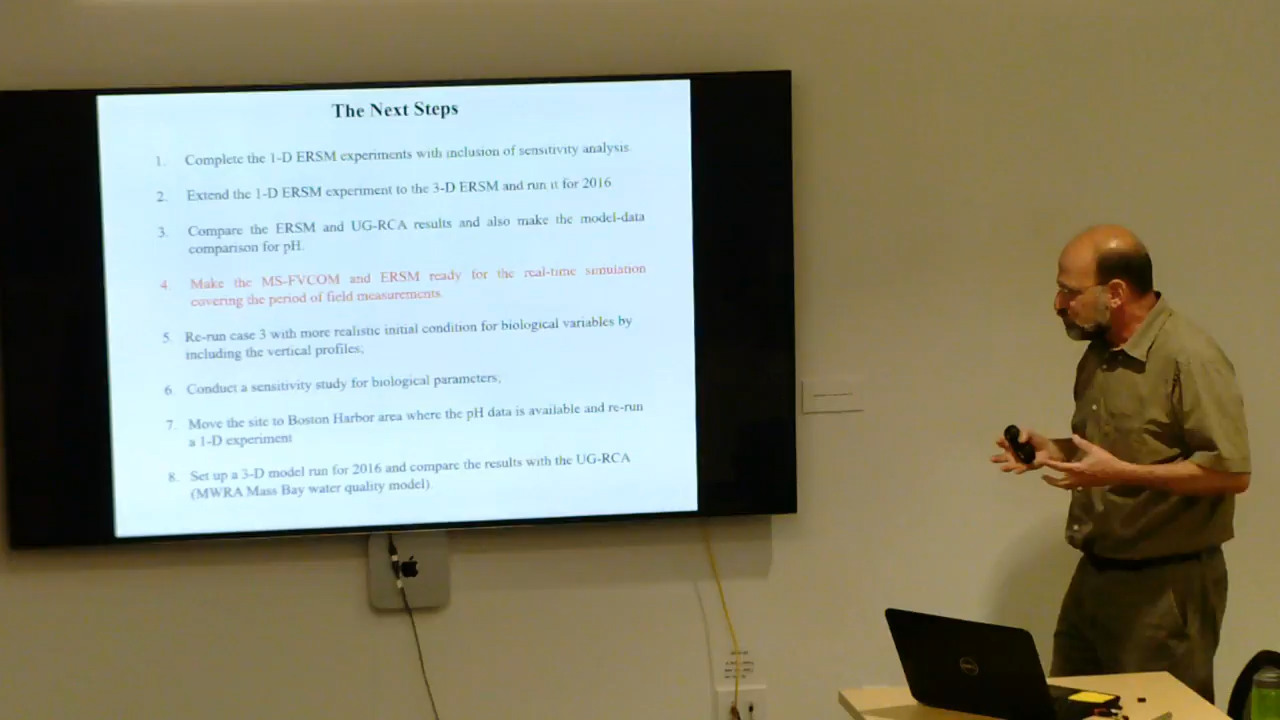 The Next Steps
1. Complete the 1-D ERSM experiments with inclusion of sensitivity analysis.
2. Extend the 1-D ERSM experiment to the 3-D ERSM and run it for 2016
3. Compare the ERSM and UG-RCA results and also make the model-data
comparison for pH.
4. Make the MS-FVCOM and ERSM ready for the real-time simulation
covering the period of field measurements.
5. Re-run case 3 with more realistic initial condition for biological variables by
including the vertical profiles;
6. Conduct a sensitivity study for biological parameters;
7. Move the site to Boston Harbor area where the pH data is available and re-run
a 1-D experiment
8. Set up a 3-D model run for 2016 and compare the results with the UG-RCA
(MWRA Mass Bay water quality model).
DELL